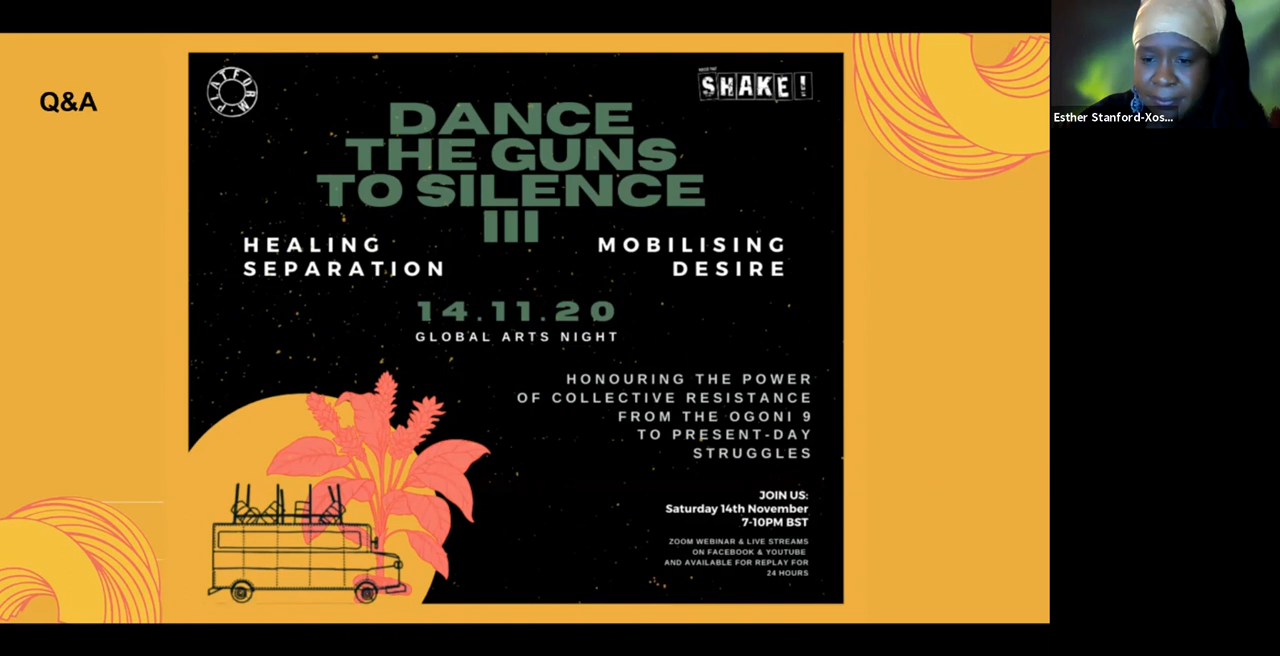 Q&A
PLATFORM
SHAKE!
DANCE
THE GUNS
TO SILENCE
III
HEALING
SEPARATION
MOBILISING
DESIRE
14.11.20
GLOBAL ARTS NIGHT
HONOURING THE POWER
OF COLLECTIVE RESISTANCE
FROM THE OGONI 9
TO PRESENT-DAY
STRUGGLES
JOIN US:
Saturday 14th November
7-10PM BST
ZOOM WEBINAR & LIVE STREAMS
ON FACEBOOK & YOUTUBE
AND AVAILABLE FOR REPLAY FOR
24 HOURS
Esther Stanford-Xos...